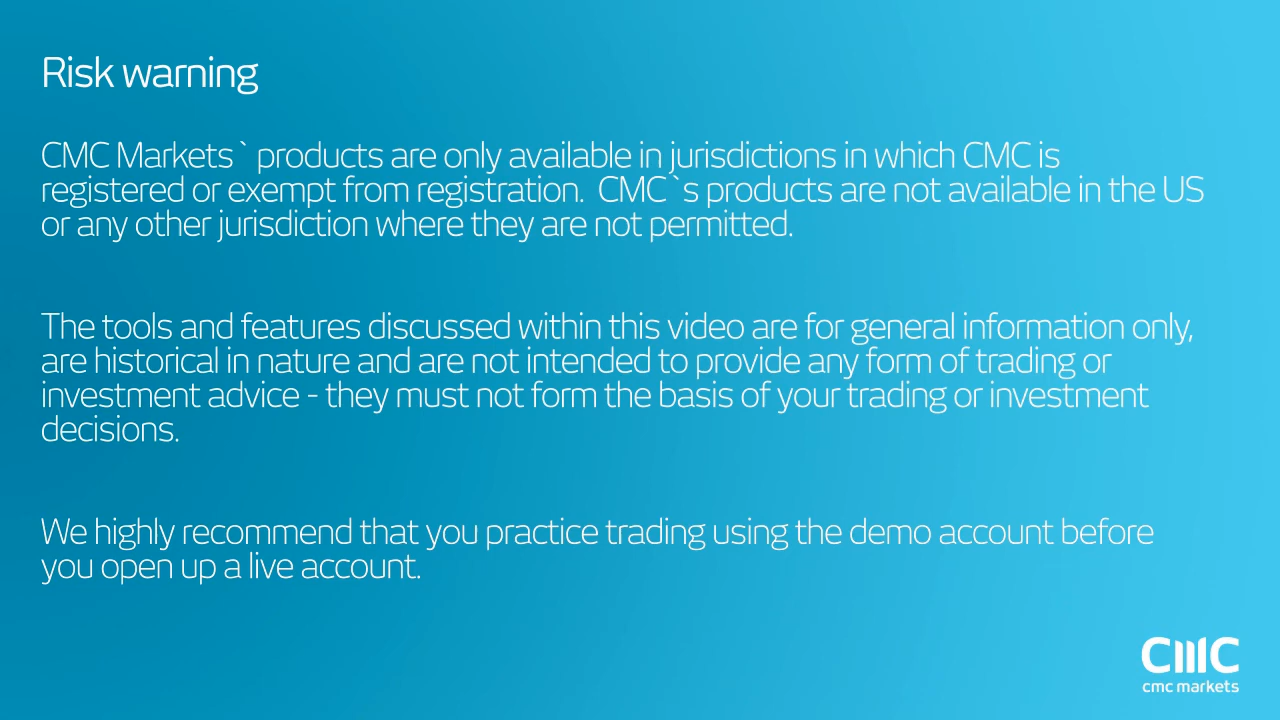 Risk warning
CMC Markets` products are only available in jurisdictions in which CMC is
registered or exempt from registration.  CMC`s products are not available in the US
or any other jurisdiction where they are not permitted.
The tools and features discussed within this video are for general information only,
are historical in nature and are not intended to provide any form of trading or
investment advice - they must not form the basis of your trading or investment
decisions.
We highly recommend that you practice trading using the demo account before
you open up a live account.
CMC
cmc markets